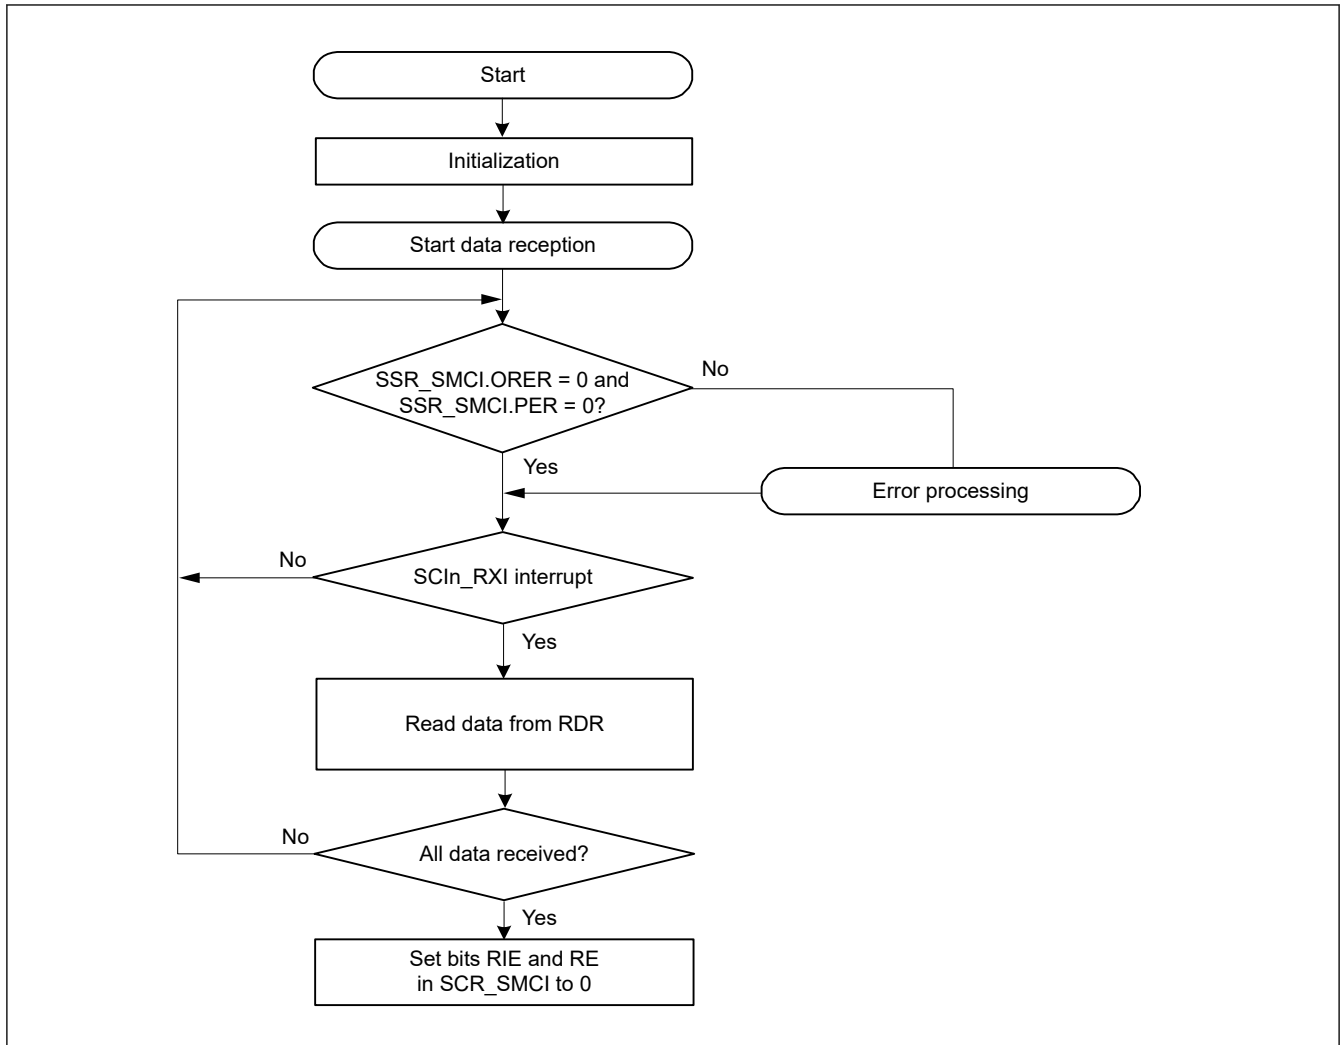 Start
Initialization
Start data reception
No
SSR_SMCI.ORER = 0 and
SSR_SMCI.PER = 0?
Yes
Error processing
No
SCIn_RXI interrupt
Yes
Read data from RDR
No
All data received?
Yes
Set bits RIE and RE
in SCR_SMCI to 0